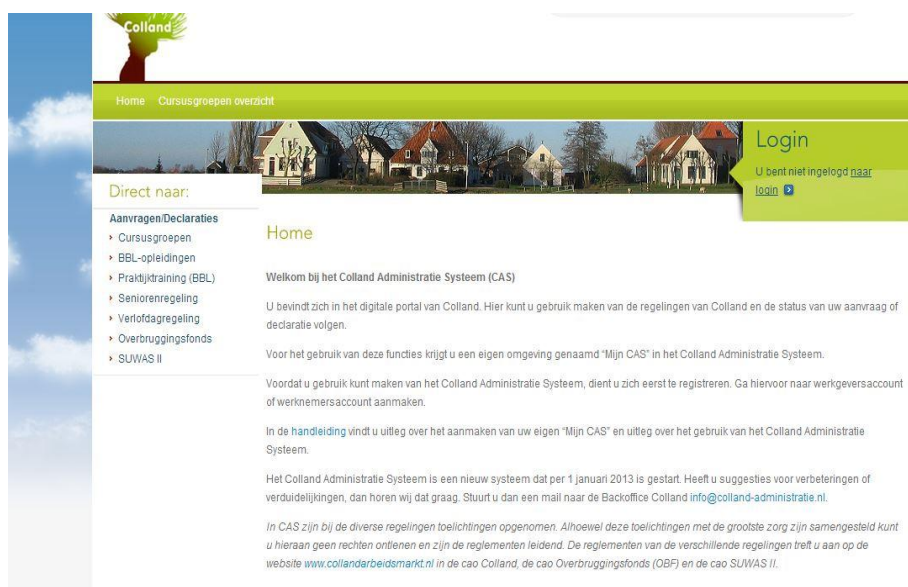 Colland
Home Cursusgroepen overzicht
Login
U bent niet ingelogd naar
login
Direct naar:
Aanvragen/Declaraties
Cursusgroepen
BBL-opleidingen
Praktijktraining (BBL)
Seniorenregeling
Verlofdagregeling
Overbruggingsfonds
SUWAS II
Home
Welkom bij het Colland Administratie Systeem (CAS)
U bevindt zich in het digitale portal van Colland. Hier kunt u gebruik maken van de regelingen van Colland en de status van uw aanvraag of
declaratie volgen.
Voor het gebruik van deze functies krijgt u een eigen omgeving genaamd “Mijn CAS” in het Colland Administratie Systeem.
Voordat u gebruik kunt maken van het Colland Administratie Systeem, dient u zich eerst te registreren. Ga hiervoor naar werkgeversaccount
of werknemersaccount aanmaken.
In de handleiding vindt u uitleg over het aanmaken van uw eigen “Mijn CAS” en uitleg over het gebruik van het Colland Administratie
Systeem.
Het Colland Administratie Systeem is een nieuw systeem dat per 1 januari 2013 is gestart. Heeft u suggesties voor verbeteringen of
verduidelijkingen, dan horen wij dat graag. Stuurt u dan een mail naar de Backoffice Colland info@colland-administratie.nl.
In CAS zijn bij de diverse regelingen toelichtingen opgenomen. Alhoewel deze toelichtingen met de grootste zorg zijn samengesteld kunt
u hieraan geen rechten ontlenen en zijn de reglementen leidend. De reglementen van de verschillende regelingen treft u aan op de
website www.collandarbeidsmarkt.nl in de cao Colland, de cao Overbruggingsfonds (OBF) en de cao SUWAS II.